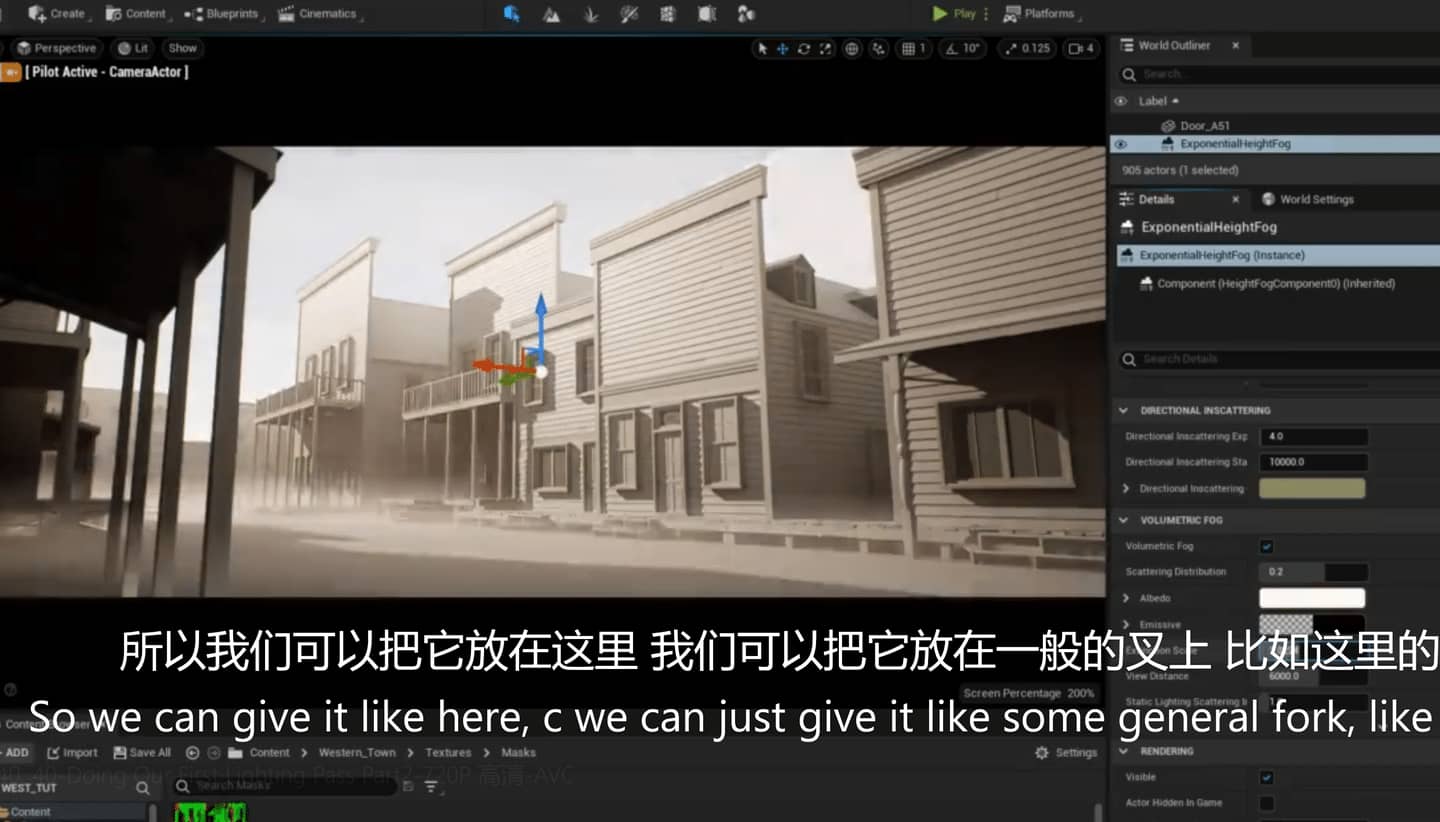 Create Content Blueprints Cinematics Play Platforms
Perspective Lit Show 1 10° 0.125 4
[ Pilot Active - CameraActor ]
World Outliner
Search...
Label
Door_A51
ExponentialHeightFog
905 actors (1 selected)
Details World Settings
ExponentialHeightFog
ExponentialHeightFog (Instance)
Component (HeightFogComponent0) (Inherited)
Search Details
DIRECTIONAL INSCATTERING
Directional Inscattering Exp 4.0
Directional Inscattering Sta 10000.0
Directional Inscattering
VOLUMETRIC FOG
Volumetric Fog
Scattering Distribution 0.2
Albedo
Emissive
View Distance 6000.0
Static Lighting Scattering I
RENDERING
Visible
Actor Hidden In Game
Screen Percentage 200%
所以我们可以把它放在这里 我们可以把它放在一般的叉上 比如这里的
So we can give it like here, c we can just give it like some general fork, like
ADD Import Save All Content Western_Town Textures Masks Settings
40-Doing Our First Lighting Pass Part2-720P 高清-AVC
WEST_TUT Search Masks
Content